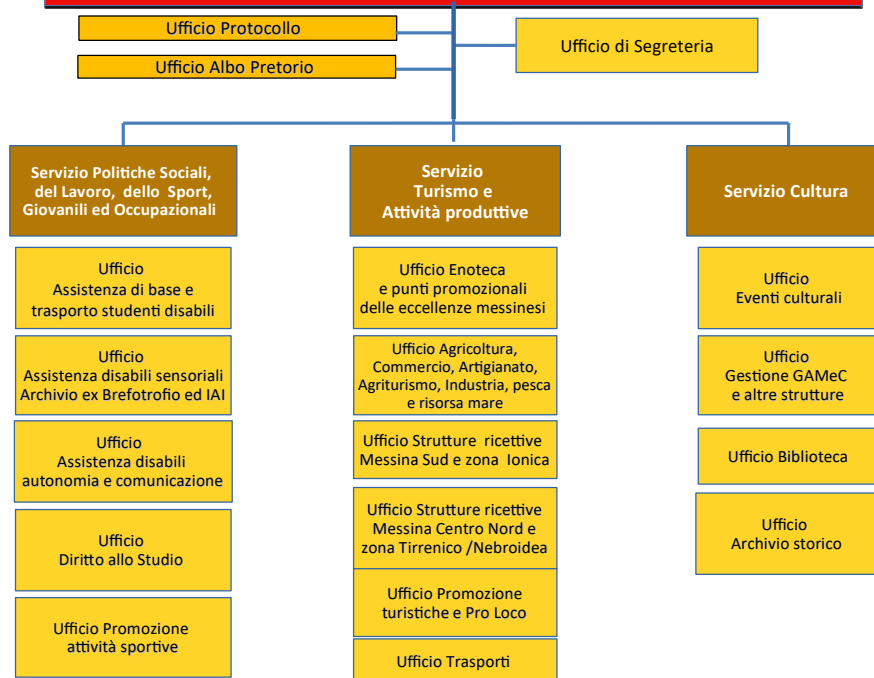 Ufficio Protocollo
Ufficio Albo Pretorio
Ufficio di Segreteria
Servizio Politiche Sociali,
del Lavoro, dello Sport,
Giovanili ed Occupazionali
Ufficio
Assistenza di base e
trasporto studenti disabili
Ufficio
Assistenza disabili sensoriali
Archivio ex Brefotrofio ed IAI
Ufficio
Assistenza disabili
autonomia e comunicazione
Ufficio
Diritto allo Studio
Ufficio Promozione
attività sportive
Servizio
Turismo e
Attività produttive
Ufficio Enoteca
e punti promozionali
delle eccellenze messinesi
Ufficio Agricoltura,
Commercio, Artigianato,
Agriturismo, Industria, pesca
e risorsa mare
Ufficio Strutture ricettive
Messina Sud e zona Ionica
Ufficio Strutture ricettive
Messina Centro Nord e
zona Tirrenico /Nebroidea
Ufficio Promozione
turistiche e Pro Loco
Ufficio Trasporti
Servizio Cultura
Ufficio
Eventi culturali
Ufficio
Gestione GAMeC
e altre strutture
Ufficio Biblioteca
Ufficio
Archivio storico